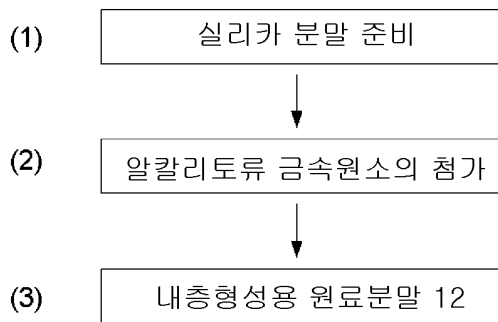 (1) 실리카 분말 준비
(2) 알칼리토류 금속원소의 첨가
(3) 내층형성용 원료분말 12